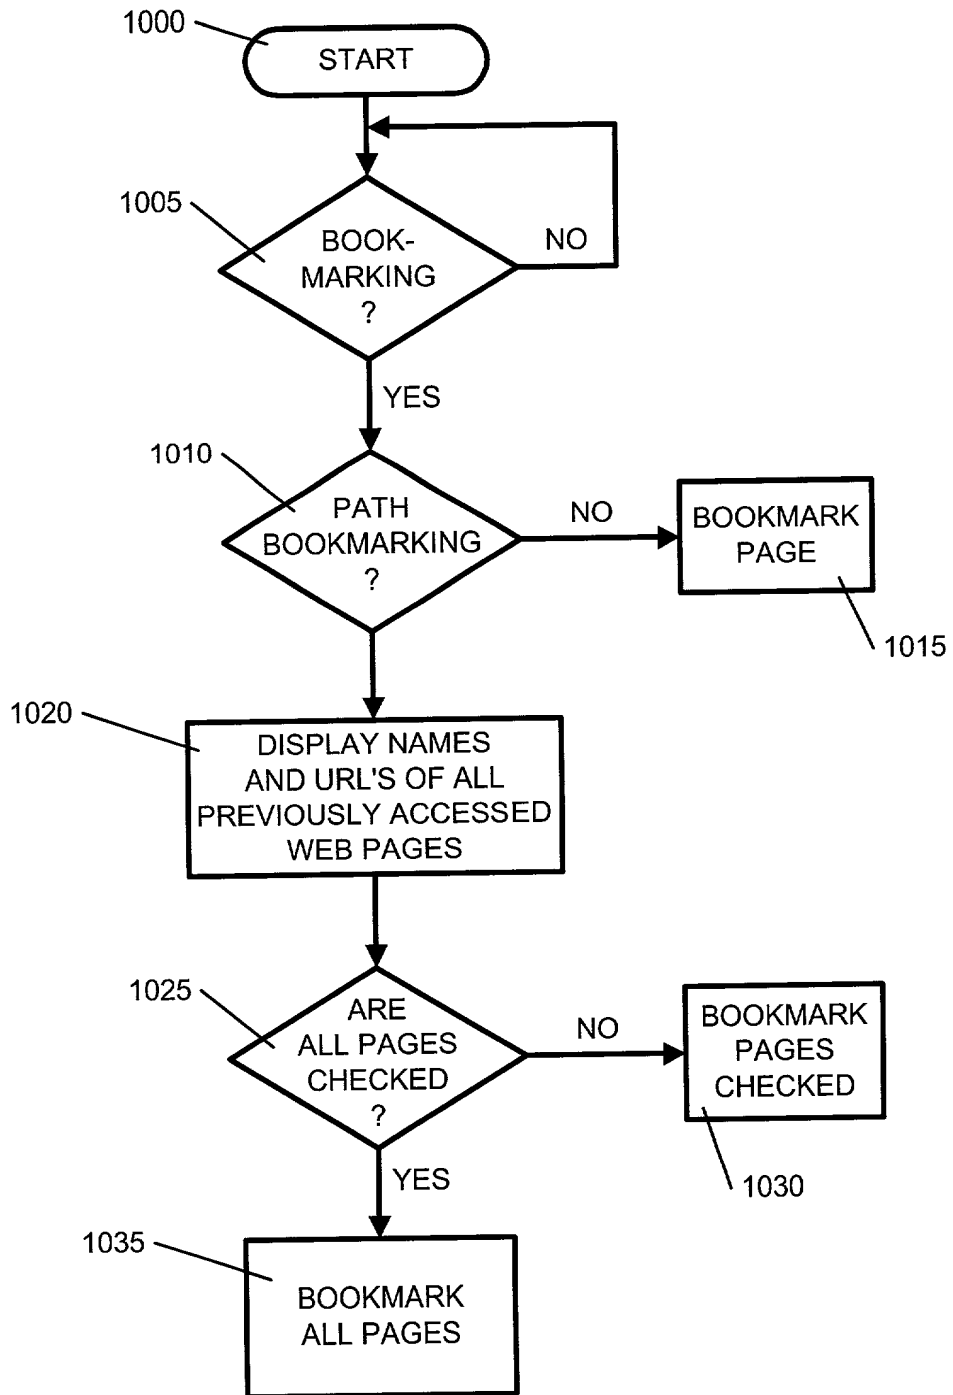 1000
START
1005
BOOK-
MARKING
?
NO
YES
1010
PATH
BOOKMARKING
?
NO
BOOKMARK
PAGE
1015
1020
DISPLAY NAMES
AND URL'S OF ALL
PREVIOUSLY ACCESSED
WEB PAGES
1025
ARE
ALL PAGES
CHECKED
?
NO
BOOKMARK
PAGES
CHECKED
1030
YES
1035
BOOKMARK
ALL PAGES